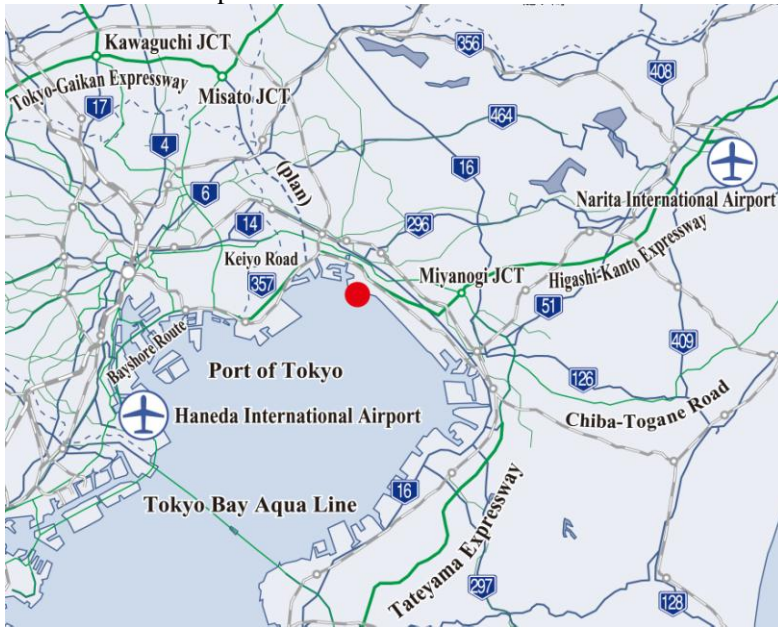 Kawaguchi JCT
356
408
Tokyo-Gaikan Expressway
Misato JCT
17
464
4
16
(plan)
6
Narita International Airport
14
296
Keiyo Road
Miyanogi JCT
Higashi-Kanto Expressway
357
51
Bayshore Route
409
Port of Tokyo
126
Haneda International Airport
Chiba-Togane Road
16
Tokyo Bay Aqua Line
Tateyama Expressway
297
128